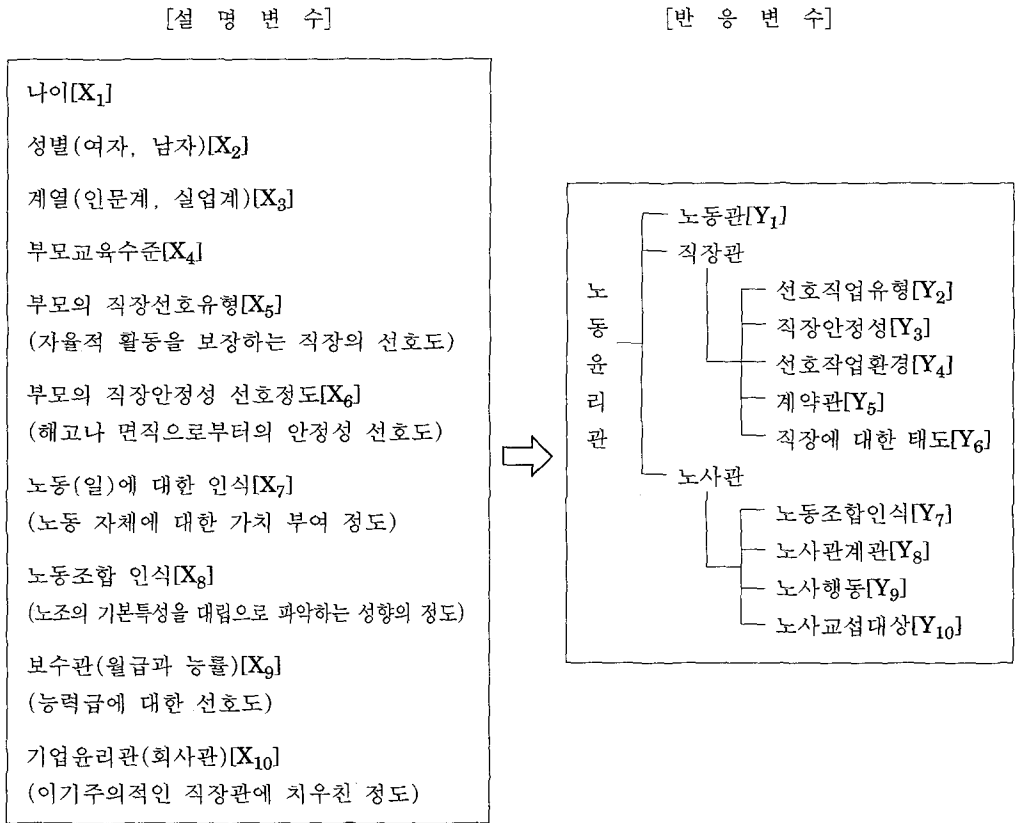 [설 명 변 수]
[반 응 변 수]
나이[X₁]
성별(여자, 남자)[X₂]
계열(인문계, 실업계)[X₃]
부모교육수준[X₄]
부모의 직장선호유형[X₅]
(자율적 활동을 보장하는 직장의 선호도)
부모의 직장안정성 선호정도[X₆]
(해고나 면직으로부터의 안정성 선호도)
노동(일)에 대한 인식[X₇]
(노동 자체에 대한 가치 부여 정도)
노동조합 인식[X₈]
(노조의 기본특성을 대립으로 파악하는 성향의 정도)
보수관(월급과 능률)[X₉]
(능력급에 대한 선호도)
기업윤리관(회사관)[X₁₀]
(이기주의적인 직장관에 치우친 정도)
노동윤리관
노동관[Y₁]
직장관
선호직업유형[Y₂]
직장안정성[Y₃]
선호작업환경[Y₄]
계약관[Y₅]
직장에 대한 태도[Y₆]
노사관
노동조합인식[Y₇]
노사관계관[Y₈]
노사행동[Y₉]
노사교섭대상[Y₁₀]